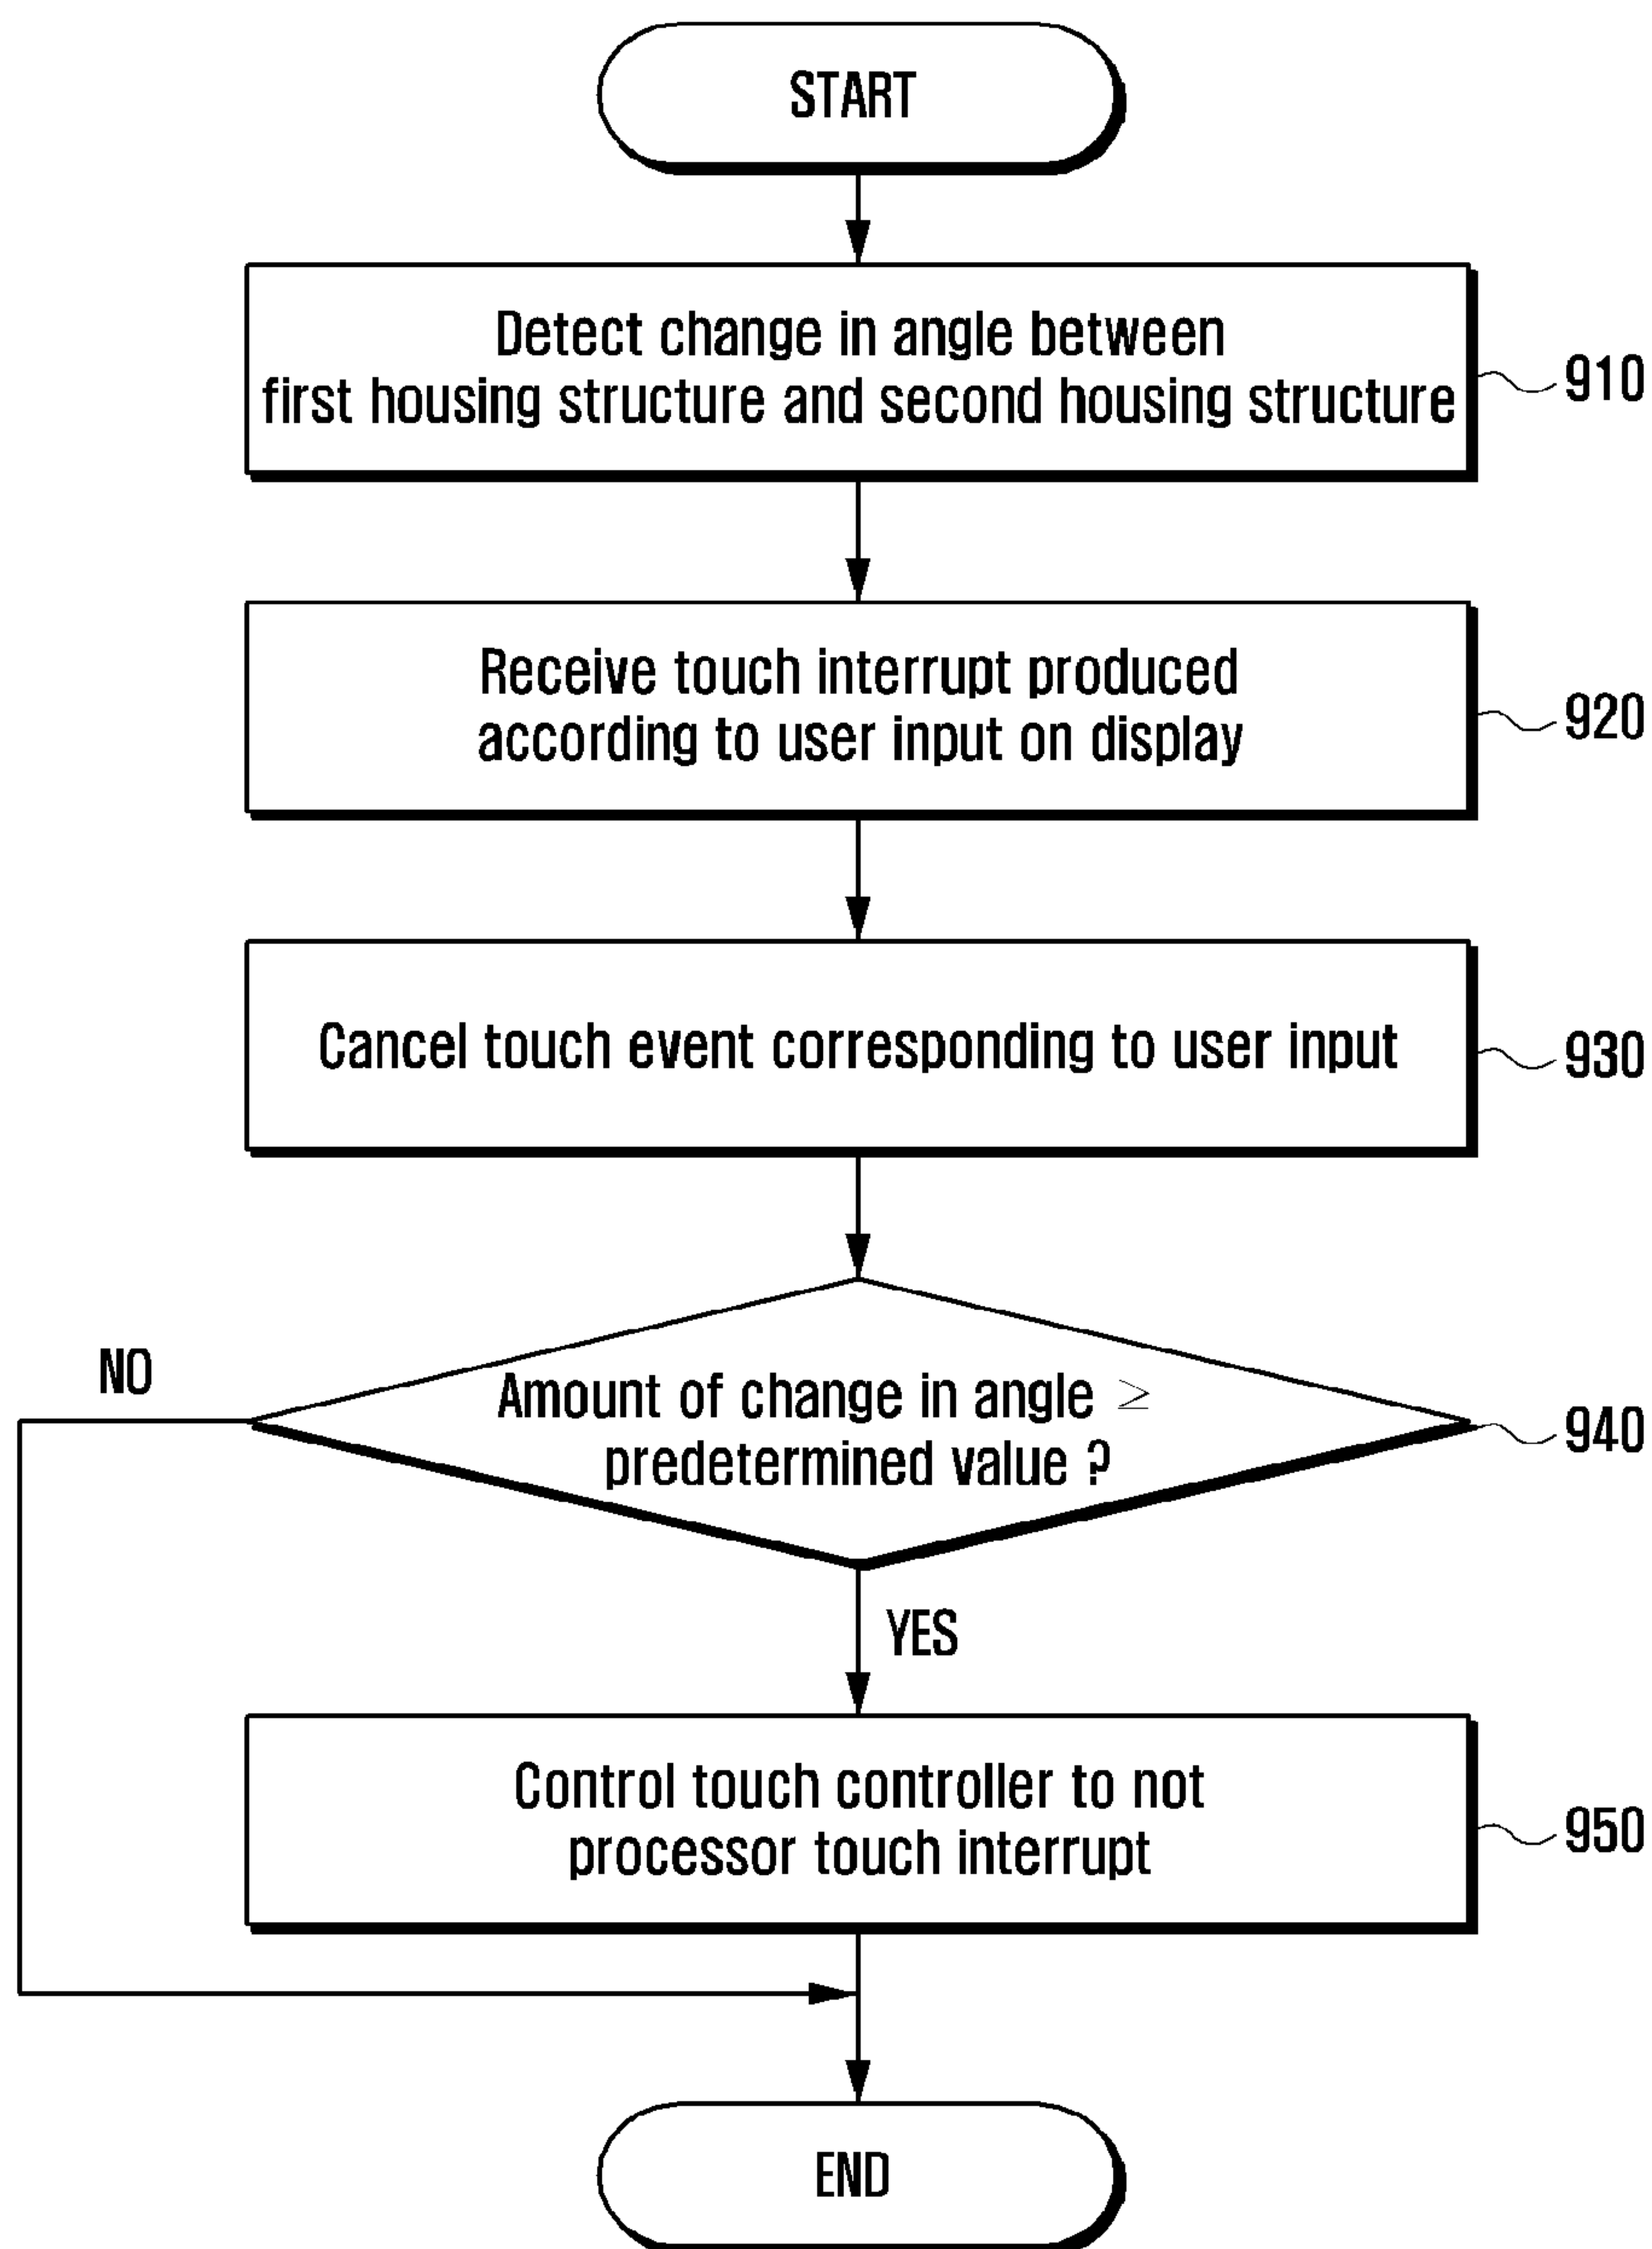 START
Detect change in angle between
first housing structure and second housing structure
910
Receive touch interrupt produced
according to user input on display
920
Cancel touch event corresponding to user input
930
NO
Amount of change in angle ≥
predetermined value ?
940
YES
Control touch controller to not
processor touch interrupt
950
END